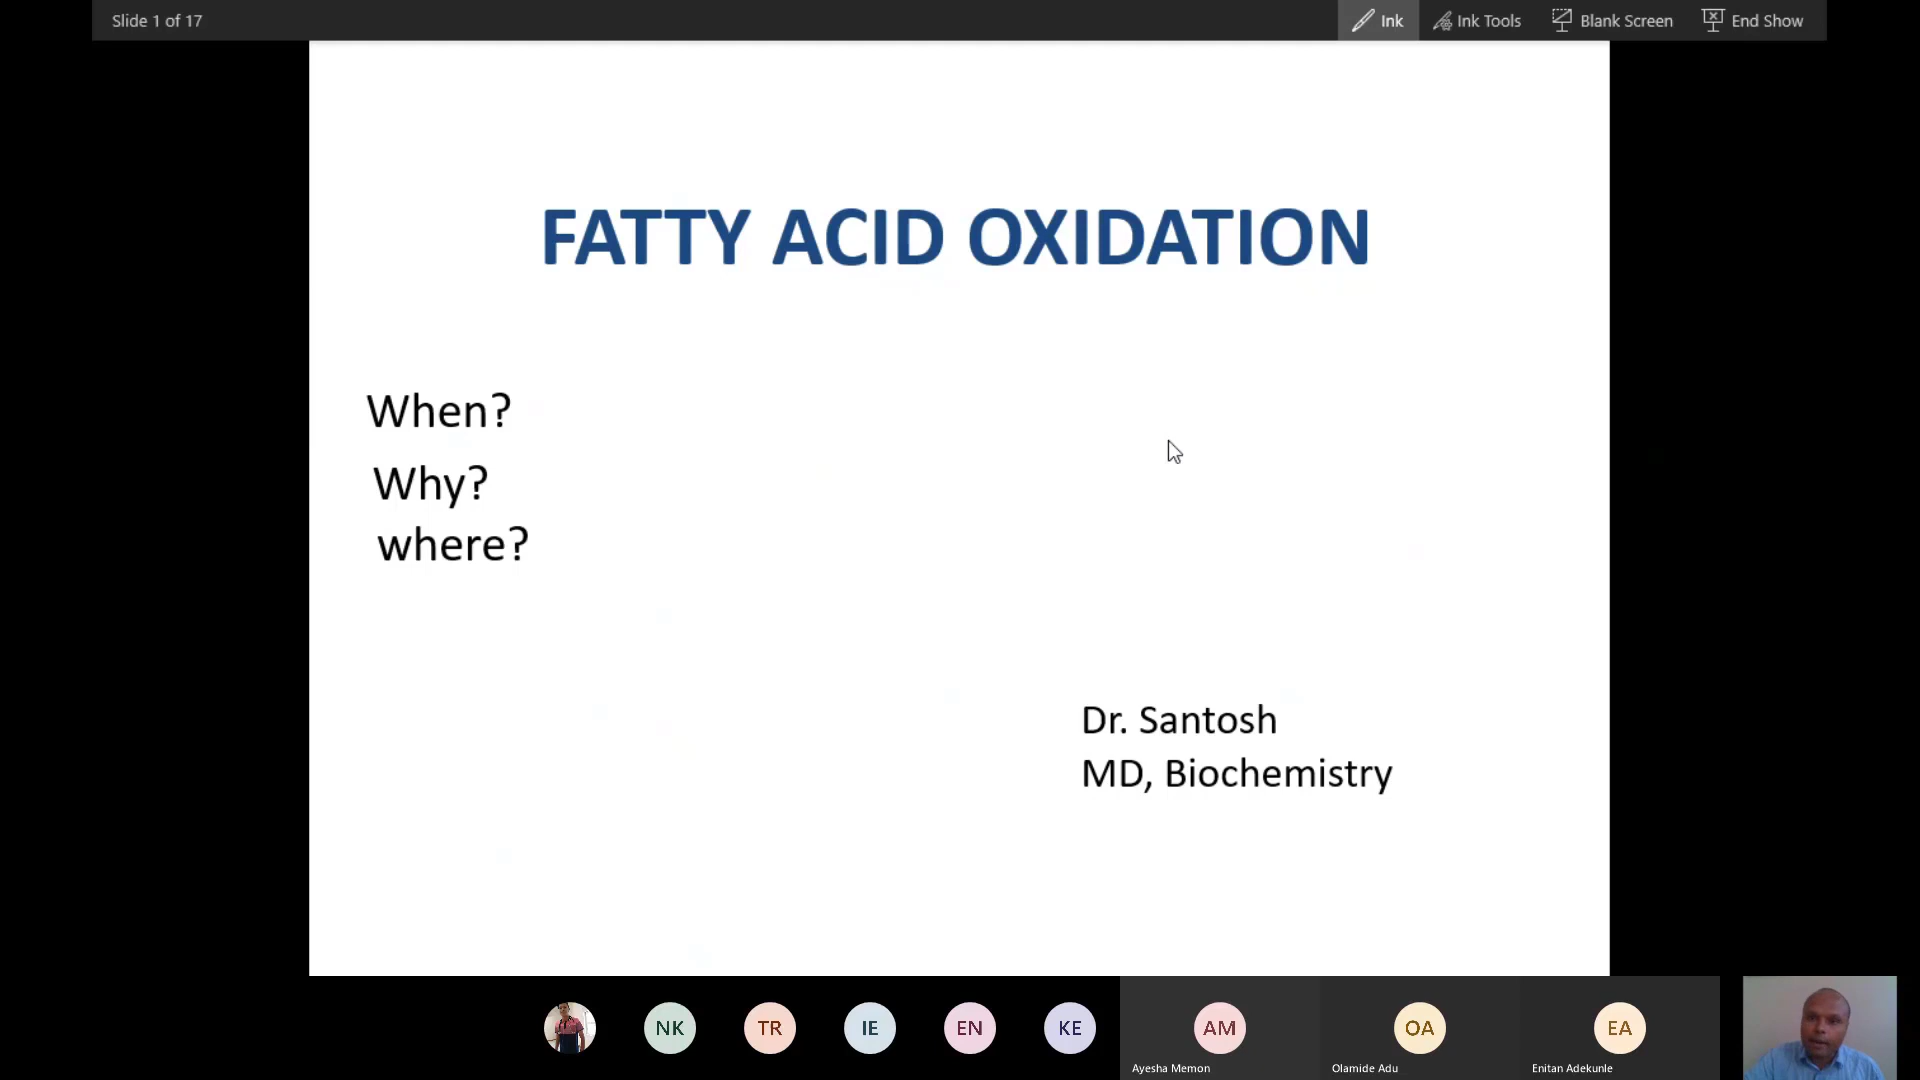 Slide 1 of 17
Ink
Ink Tools
Blank Screen
End Show
FATTY ACID OXIDATION
When?
Why?
where?
Dr. Santosh
MD, Biochemistry
NK
TR
IE
EN
KE
AM
OA
EA
Ayesha Memon
Olamide Adu
Enitan Adekunle